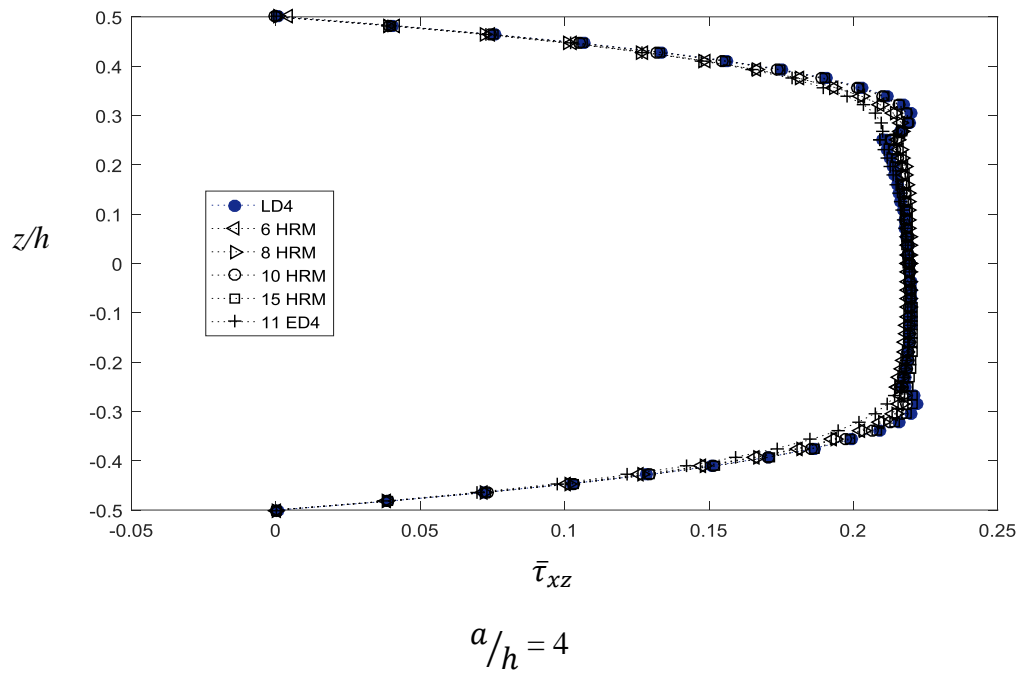 0.5
0.4
0.3
0.2
0.1
0
-0.1
-0.2
-0.3
-0.4
-0.5
z/h
LD4
6 HRM
8 HRM
10 HRM
15 HRM
11 ED4
-0.05 0 0.05 0.1 0.15 0.2 0.25
τ̄xz
a/h = 4